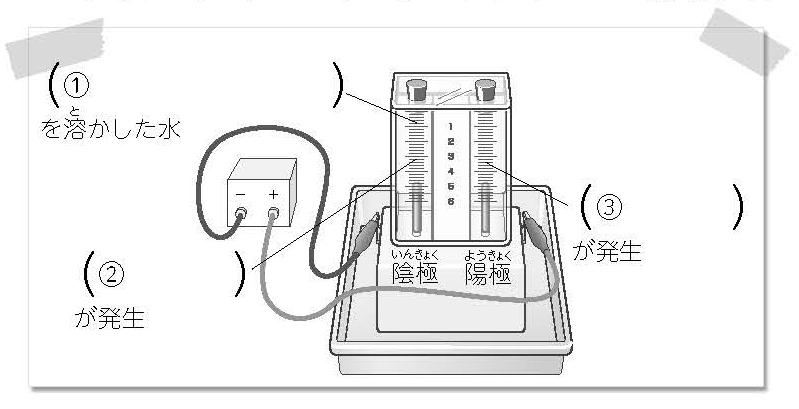 (① )
を溶かした水
と
(② )
が発生
(③ )
が発生
− +
1
2
3
4
5
6
いんきょく ようきょく
陰極 陽極